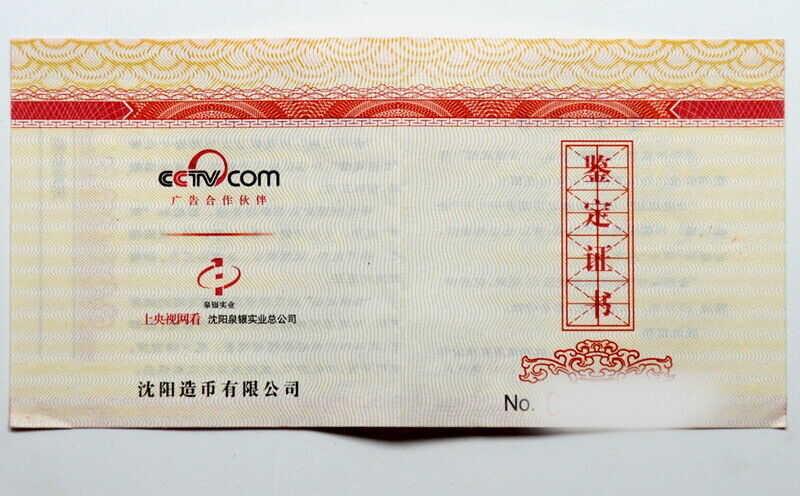 CCTV.com
广告合作伙伴
泉银实业
上央视网看 沈阳泉银实业总公司
沈阳造币有限公司
鉴定证书
No.